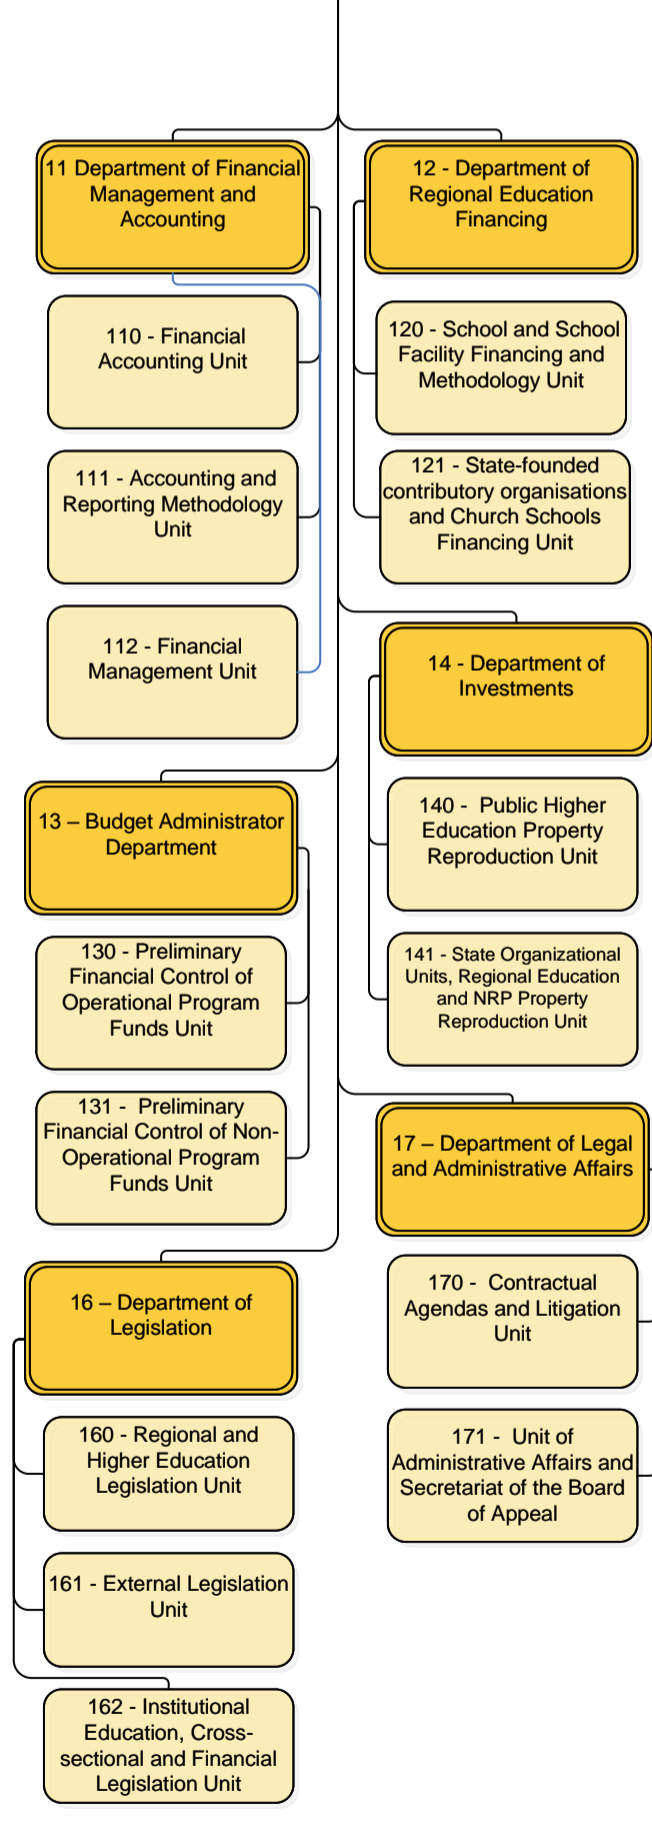 11 Department of Financial
Management and
Accounting
12 - Department of
Regional Education
Financing
110 - Financial
Accounting Unit
120 - School and School
Facility Financing and
Methodology Unit
111 - Accounting and
Reporting Methodology
Unit
121 - State-founded
contributory organisations
and Church Schools
Financing Unit
112 - Financial
Management Unit
14 - Department of
Investments
13 – Budget Administrator
Department
140 -  Public Higher
Education Property
Reproduction Unit
130 - Preliminary
Financial Control of
Operational Program
Funds Unit
141 - State Organizational
Units, Regional Education
and NRP Property
Reproduction Unit
131 -  Preliminary
Financial Control of Non-
Operational Program
Funds Unit
17 – Department of Legal
and Administrative Affairs
16 – Department of
Legislation
170 -  Contractual
Agendas and Litigation
Unit
160 - Regional and
Higher Education
Legislation Unit
171 -  Unit of
Administrative Affairs and
Secretariat of the Board
of Appeal
161 - External Legislation
Unit
162 - Institutional
Education, Cross-
sectional and Financial
Legislation Unit